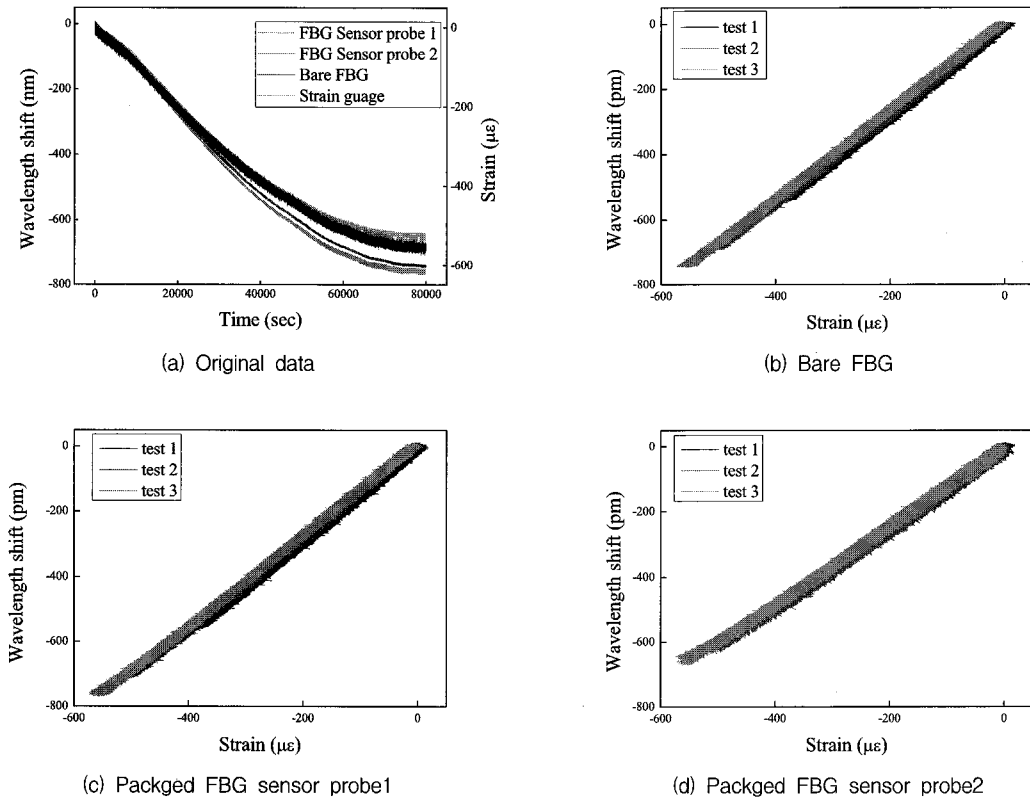 0
-200
-400
-600
-800
Wavelength shift (nm)
0
-200
-400
-600
Strain (με)
FBG Sensor probe 1
FBG Sensor probe 2
Bare FBG
Strain guage
0
20000
40000
60000
80000
Time (sec)
(a) Original data
0
-200
-400
-600
-800
Wavelength shift (pm)
test 1
test 2
test 3
-600
-400
-200
0
Strain (με)
(b) Bare FBG
0
-200
-400
-600
-800
Wavelength shift (pm)
test 1
test 2
test 3
-600
-400
-200
0
Strain (με)
(c) Packged FBG sensor probe1
0
-200
-400
-600
-800
Wavelength shift (pm)
test 1
test 2
test 3
-600
-400
-200
0
Strain (με)
(d) Packged FBG sensor probe2